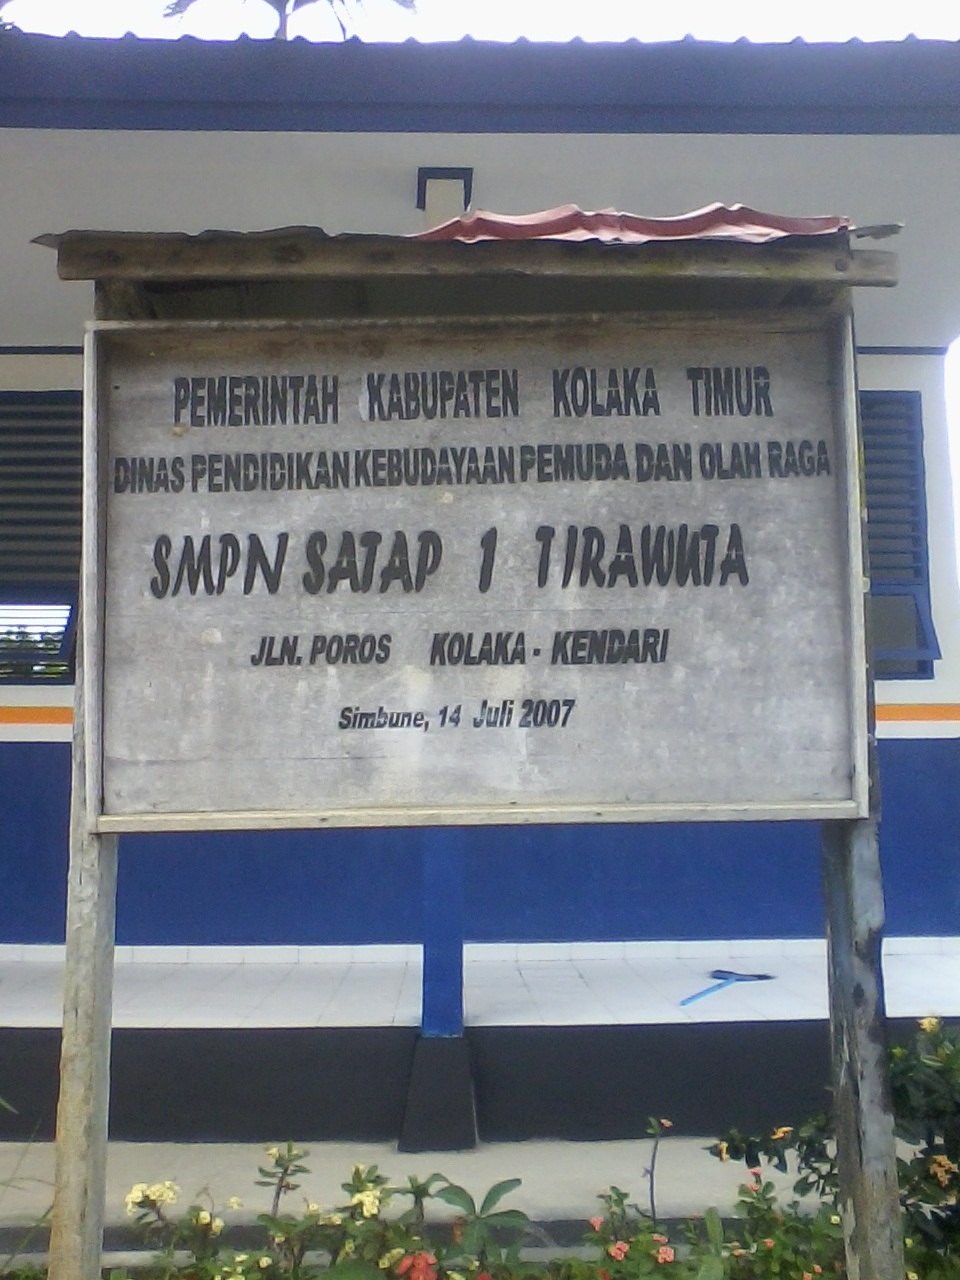 PEMERINTAH KABUPATEN KOLAKA TIMUR
DINAS PENDIDIKAN KEBUDAYAAN PEMUDA DAN OLAH RAGA
SMPN SATAP 1 TIRAWUTA
JLN. POROS KOLAKA - KENDARI
Simbune, 14 Juli 2007